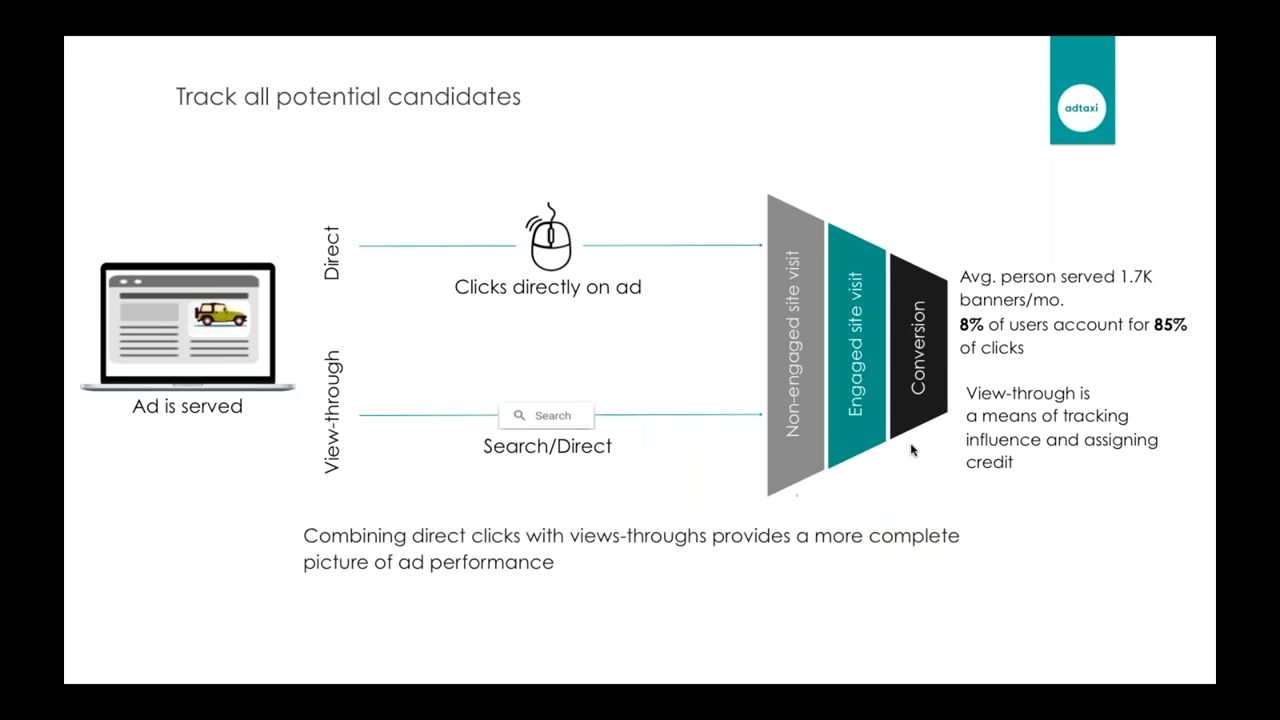 Track all potential candidates
adtaxi
Direct
Clicks directly on ad
Ad is served
View-through
Search
Search/Direct
Non-engaged site visit
Engaged site visit
Conversion
Avg. person served 1.7K
banners/mo.
8% of users account for 85%
of clicks
View-through is
a means of tracking
influence and assigning
credit
Combining direct clicks with views-throughs provides a more complete
picture of ad performance